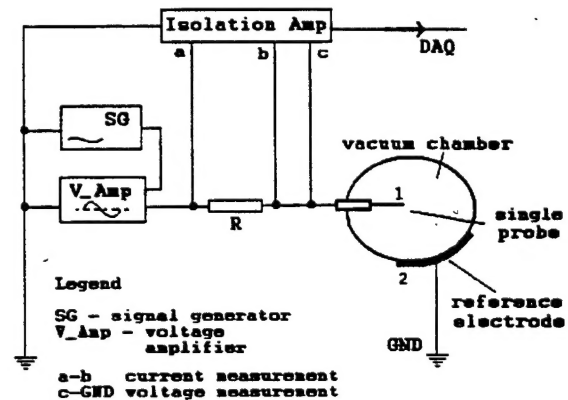 Isolation Amp
a
b
c
DAQ
SG
vacuum chamber
V_Amp
1
R
single
probe
2
Legend
reference
electrode
SG - signal generator
V_Amp - voltage
amplifier
GND
a-b current measurement
c-GND voltage measurement